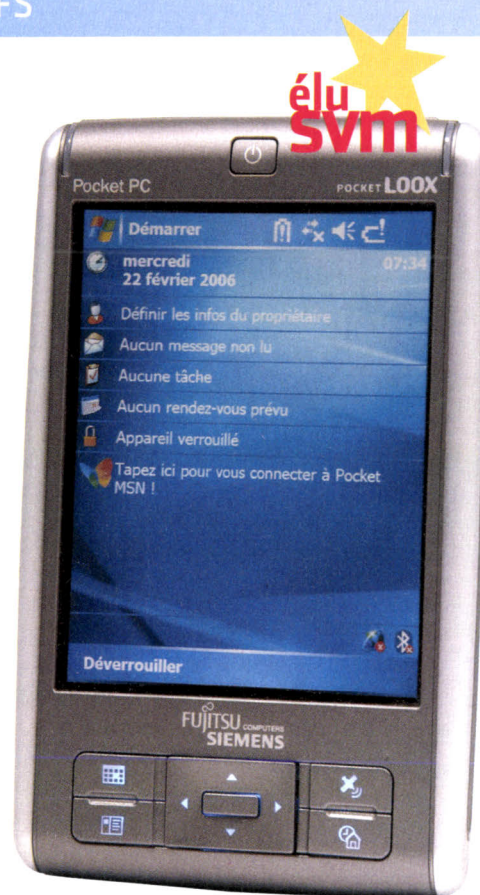 FS
élu
svm
Pocket PC
POCKET LOOX
Démarrer
mercredi 07:34
22 février 2006
Définir les infos du propriétaire
Aucun message non lu
Aucune tâche
Aucun rendez-vous prévu
Appareil verrouillé
Tapez ici pour vous connecter à Pocket
MSN !
Déverrouiller
FUJITSU COMPUTERS
SIEMENS